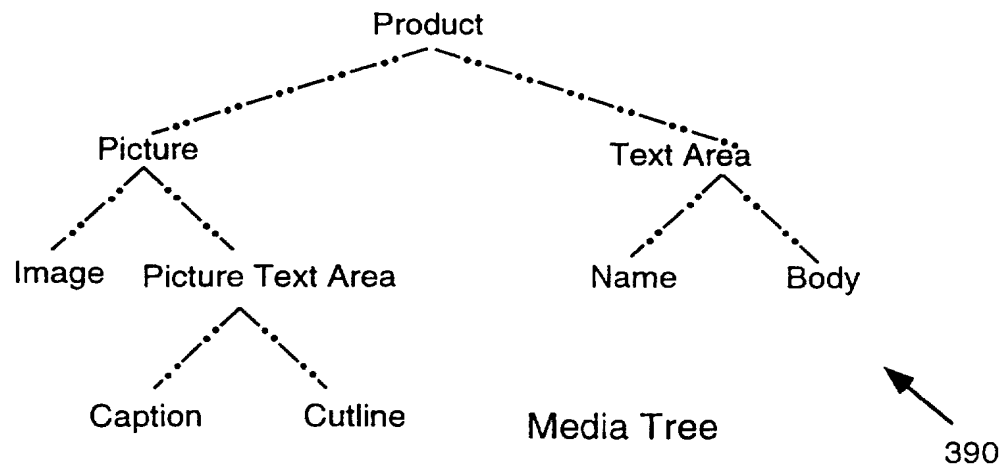 Product
Picture
Text Area
Image
Picture Text Area
Name
Body
Caption
Cutline
Media Tree
390